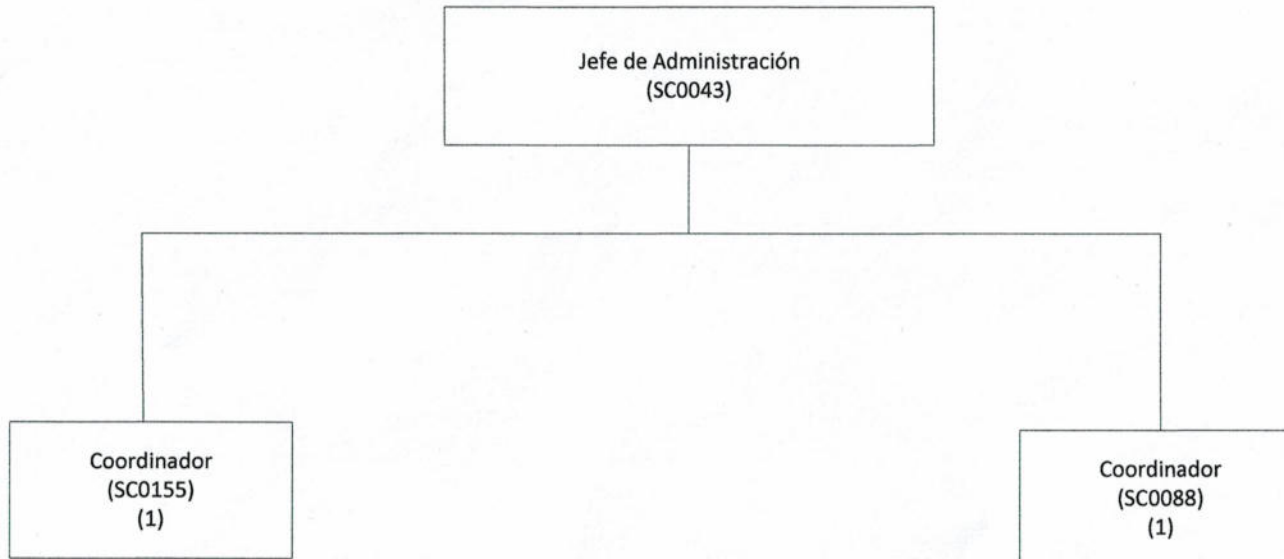 Jefe de Administración
(SC0043)
Coordinador
(SC0155)
(1)
Coordinador
(SC0088)
(1)